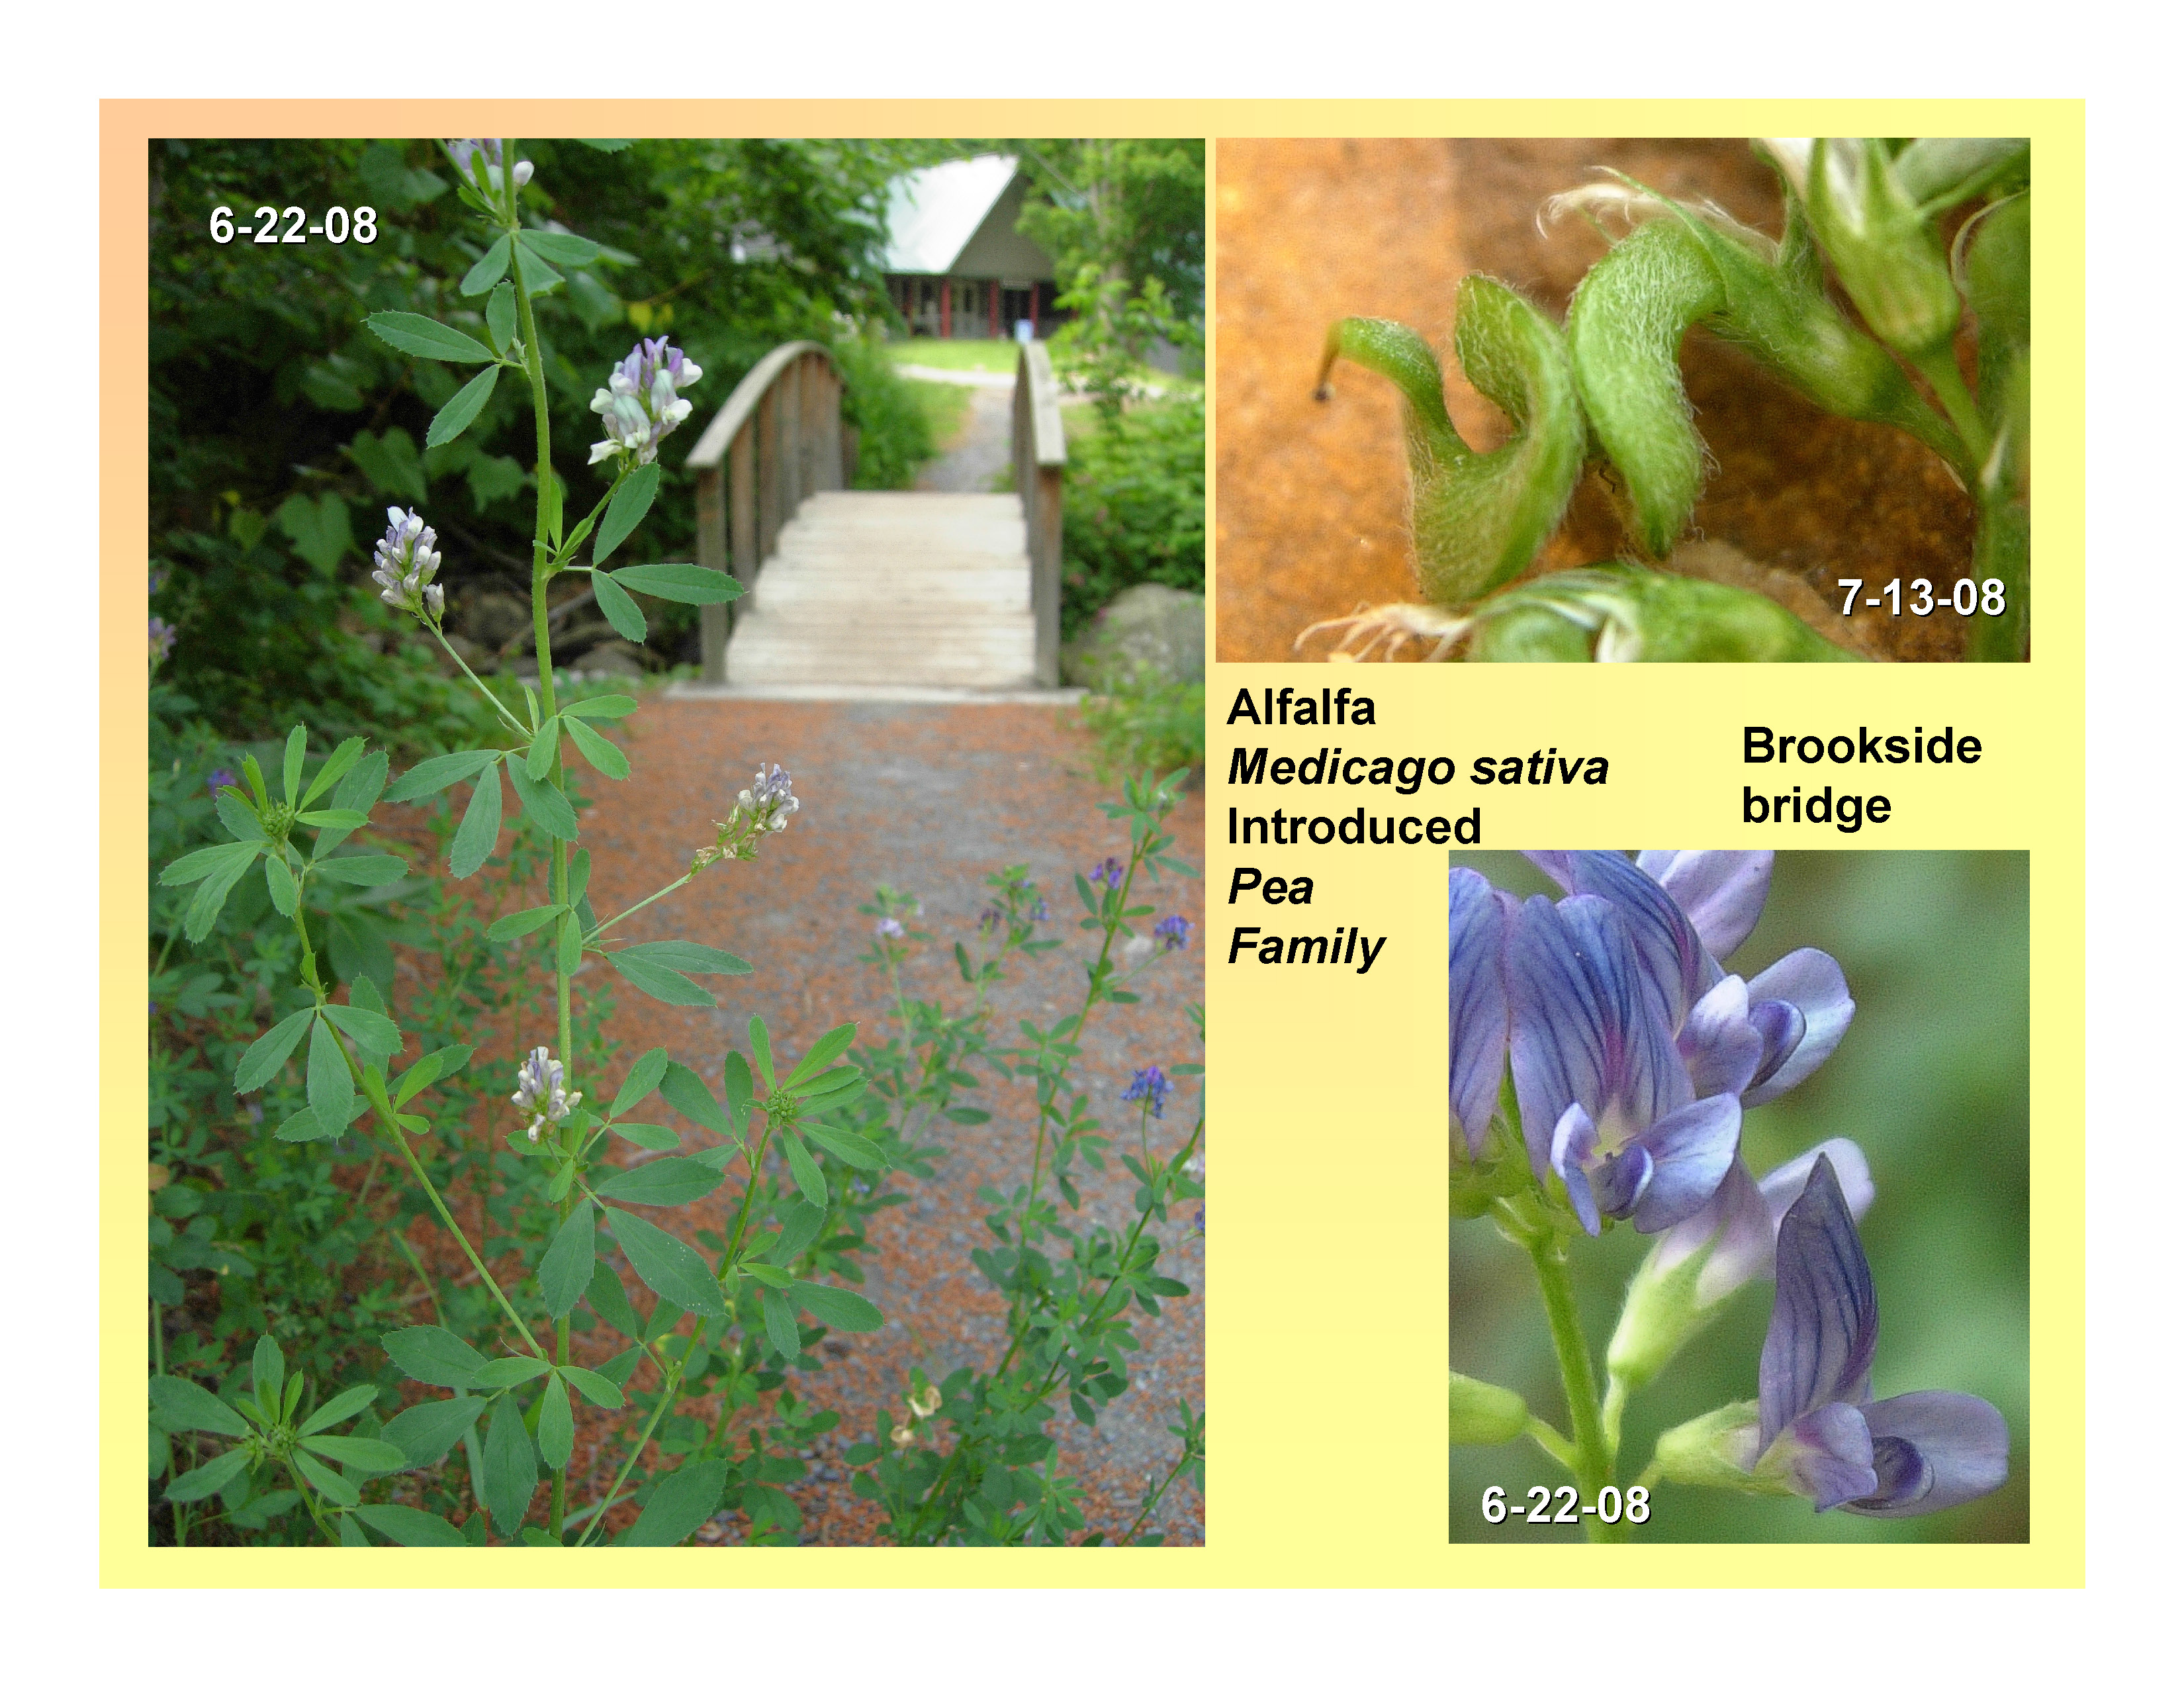 6-22-08
7-13-08
Alfalfa
Medicago sativa
Introduced
Pea
Family
Brookside
bridge
6-22-08